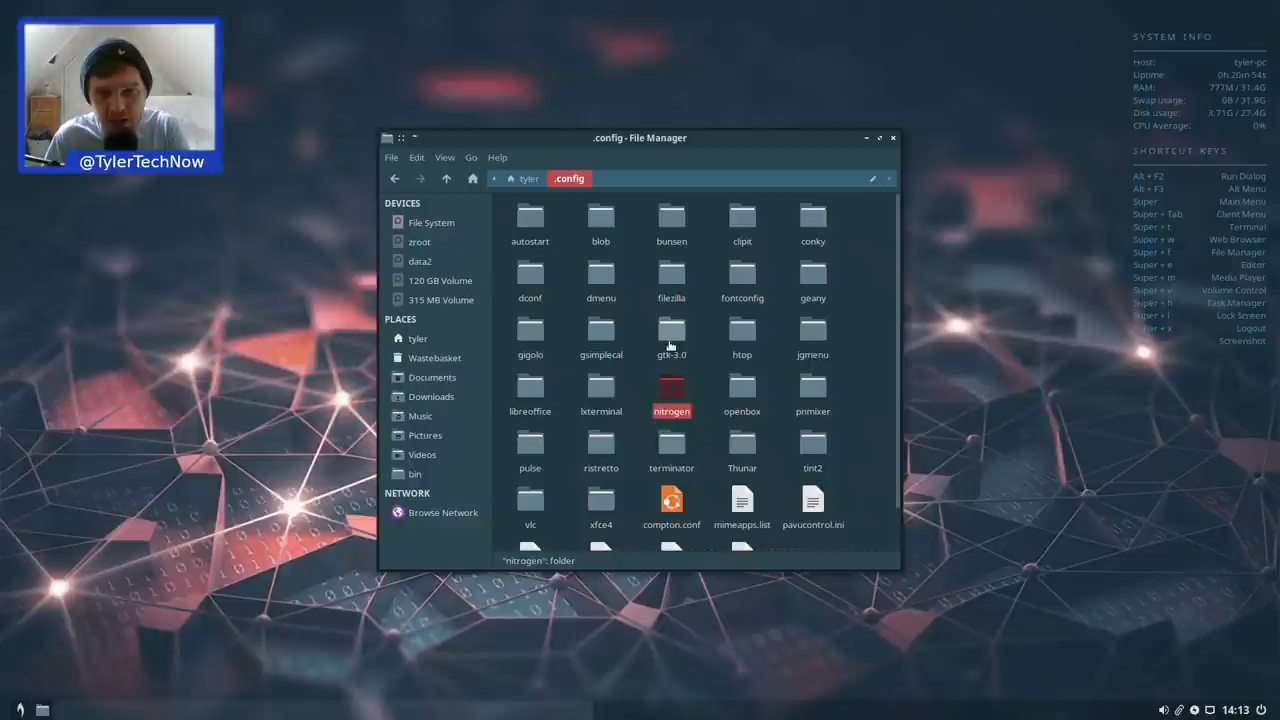 @TylerTechNow
.config - File Manager
File Edit View Go Help
tyler .config
DEVICES
File System
zroot
data2
120 GB Volume
315 MB Volume
PLACES
tyler
Wastebasket
Documents
Downloads
Music
Pictures
Videos
bin
NETWORK
Browse Network
autostart blob bunsen clipit conky
dconf dmenu filezilla fontconfig geany
gigolo gsimplecal gtk-3.0 htop jgmenu
libreoffice lxterminal nitrogen openbox pnmixer
pulse ristretto terminator Thunar tint2
vlc xfce4 compton.conf mimeapps.list pavucontrol.ini
"nitrogen": folder
SYSTEM INFO
Host: tyler-pc
Uptime: 0h 20m 54s
RAM: 777M / 31.4G
Swap usage: 0B / 31.9G
Disk usage: 3.71G / 27.4G
CPU Average: 0%
SHORTCUT KEYS
Alt + F2 Run Dialog
Alt + F3 Alt Menu
Super Main Menu
Super + Tab Client Menu
Super + t Terminal
Super + w Web Browser
Super + f File Manager
Super + e Editor
Super + m Media Player
Super + v Volume Control
Super + h Task Manager
Super + l Lock Screen
Super + x Logout
Screenshot
14:13